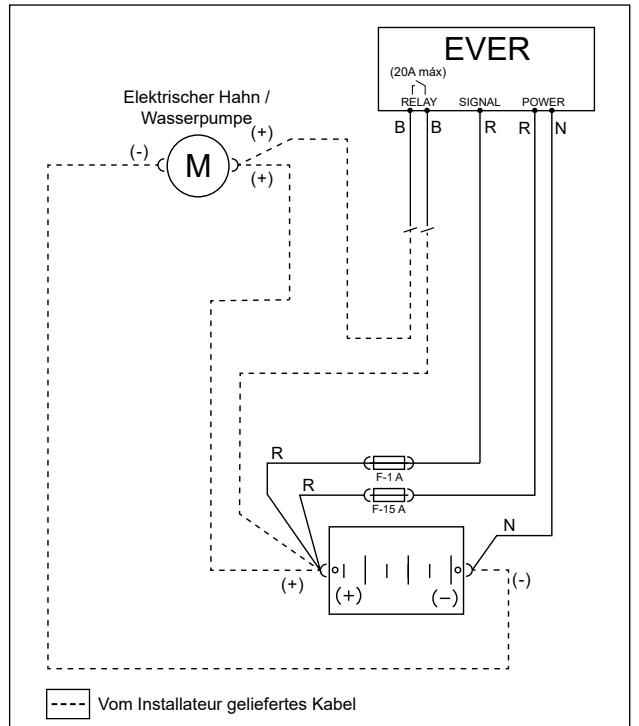 EVER
(20A máx)
RELAY SIGNAL POWER
B B R R N
Elektrischer Hahn /
Wasserpumpe
(+)
(-)
M
(+)
R
F-1 A
R
F-15 A
N
(+)
(+)
(-)
(-)
Vom Installateur geliefertes Kabel